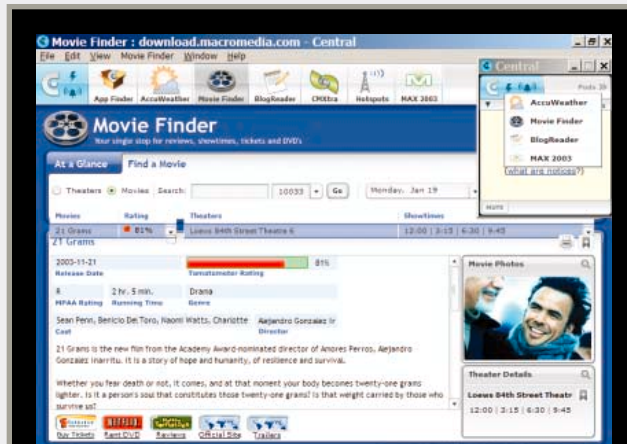 Movie Finder : download.macromedia.com - Central
File Edit View Movie Finder Window Help
App Finder AccuWeather Movie Finder BlogReader CMXtra Hotspots MAX 2003
Central
Pods
AccuWeather
Movie Finder
BlogReader
MAX 2003
(what are notices?)
Movie Finder
Your single stop for reviews, showtimes, tickets and DVD's
At a Glance Find a Movie
Theaters Movies Search: 10033 Go Monday, Jan 19
Movies Rating Theaters Showtimes
21 Grams 81% Loews 84th Street Theatre 6 12:00 | 3:15 | 6:30 | 9:45
21 Grams
2003-11-21 81%
Release Date Tomatometer Rating
R 2 hr. 5 min. Drama
MPAA Rating Running Time Genre
Sean Penn, Benicio Del Toro, Naomi Watts, Charlotte Alejandro Gonzalez Ir
Cast Director
21 Grams is the new film from the Academy Award-nominated director of Amores Perros, Alejandro
Gonzalez Inarritu. It is a story of hope and humanity, of resilience and survival.
Whether you fear death or not, it comes, and at that moment your body becomes twenty-one grams
lighter. Is it a person's soul that constitutes those twenty-one grams? Is that weight carried by those who
survive us?
Buy Tickets Rent DVD Reviews Official Site Trailers
Movie Photos
Theater Details
Loews 84th Street Theatr
12:00 | 3:15 | 6:30 | 9:45